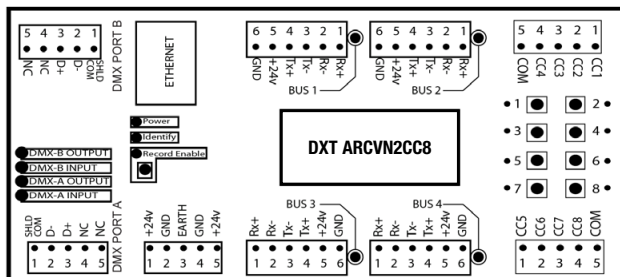 5 4 3 2 1
NC NC D+ D- SHLD COM
DMX PORT B
ETHERNET
6 5 4 3 2 1
GND +24v Tx+ Tx- Rx- Rx+
BUS 1
6 5 4 3 2 1
GND +24v Tx+ Tx- Rx- Rx+
BUS 2
5 4 3 2 1
COM CC4 CC3 CC2 CC1
Power
Identify
Record Enable
DMX-B OUTPUT
DMX-B INPUT
DMX-A OUTPUT
DMX-A INPUT
DXT ARCVN2CC8
1 2
3 4
5 6
7 8
SHLD COM D- D+ NC NC
1 2 3 4 5
DMX PORT A
+24v GND EARTH GND +24v
1 2 3 4 5
BUS 3
Rx+ Rx- Tx- Tx+ +24v GND
1 2 3 4 5 6
BUS 4
Rx+ Rx- Tx- Tx+ +24v GND
1 2 3 4 5 6
CC5 CC6 CC7 CC8 COM
1 2 3 4 5